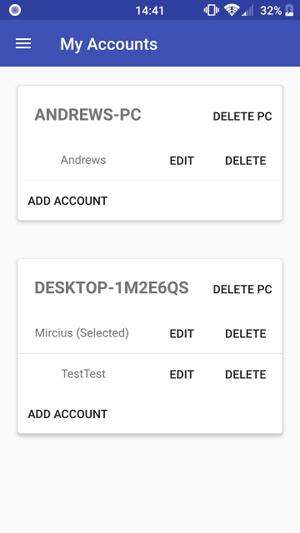 14:41 32%
My Accounts
ANDREWS-PC DELETE PC
Andrews EDIT DELETE
ADD ACCOUNT
DESKTOP-1M2E6QS DELETE PC
Mircius (Selected) EDIT DELETE
TestTest EDIT DELETE
ADD ACCOUNT